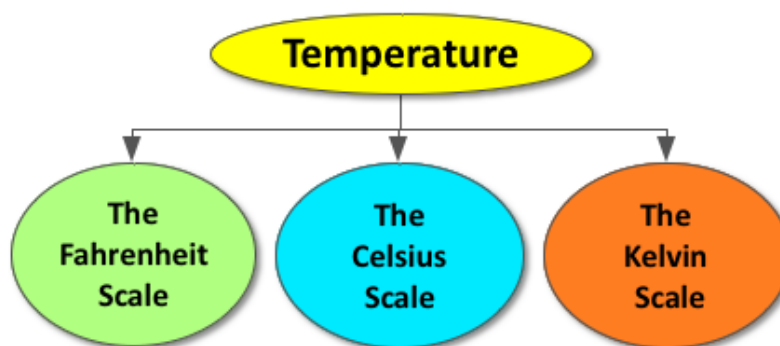 Temperature
The
Fahrenheit
Scale
The
Celsius
Scale
The
Kelvin
Scale